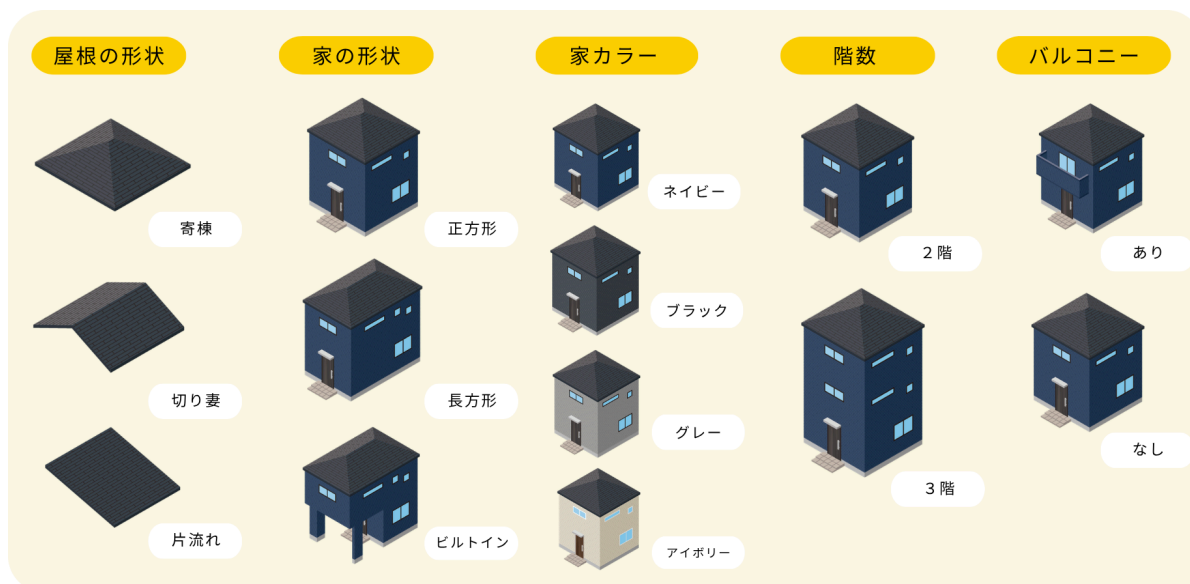 屋根の形状
寄棟
切り妻
片流れ
家の形状
正方形
長方形
ビルトイン
家カラー
ネイビー
ブラック
グレー
アイボリー
階数
２階
３階
バルコニー
あり
なし